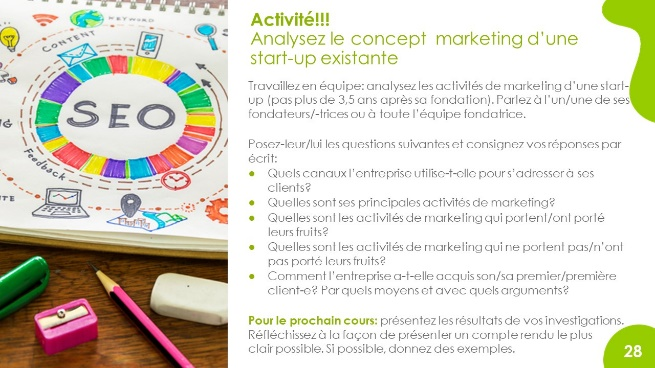 Activité!!!
Analysez le concept marketing d'une
start-up existante
Travaillez en équipe: analysez les activités de marketing d'une start-
up (pas plus de 3,5 ans après sa fondation). Parlez à l'un/une de ses
fondateurs/-trices ou à toute l'équipe fondatrice.
Posez-leur/lui les questions suivantes et consignez vos réponses par
écrit:
● Quels canaux l'entreprise utilise-t-elle pour s'adresser à ses
clients?
● Quelles sont ses principales activités de marketing?
● Quelles sont les activités de marketing qui portent/ont porté
leurs fruits?
● Quelles sont les activités de marketing qui ne portent pas/n'ont
pas porté leurs fruits?
● Comment l'entreprise a-t-elle acquis son/sa premier/première
client-e? Par quels moyens et avec quels arguments?
Pour le prochain cours: présentez les résultats de vos investigations.
Réfléchissez à la façon de présenter un compte rendu le plus
clair possible. Si possible, donnez des exemples.
28
KEYWORD
CONTENT
SEO
Feedback